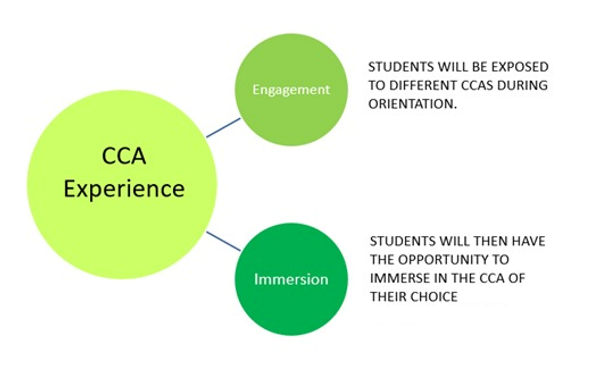 CCA
Experience
Engagement
STUDENTS WILL BE EXPOSED
TO DIFFERENT CCAS DURING
ORIENTATION.
Immersion
STUDENTS WILL THEN HAVE
THE OPPORTUNITY TO
IMMERSE IN THE CCA OF
THEIR CHOICE